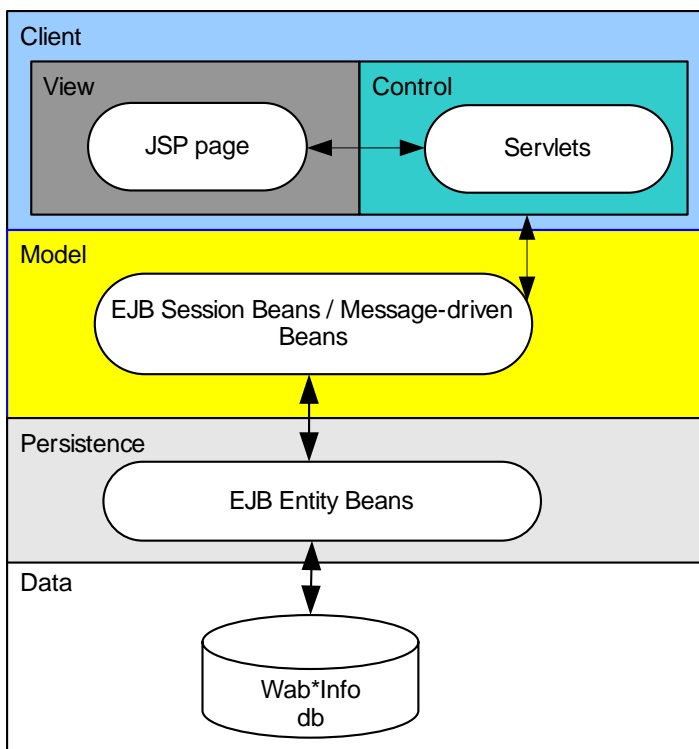 Client
View
Control
JSP page
Servlets
Model
EJB Session Beans / Message-driven
Beans
Persistence
EJB Entity Beans
Data
Wab*Info
db